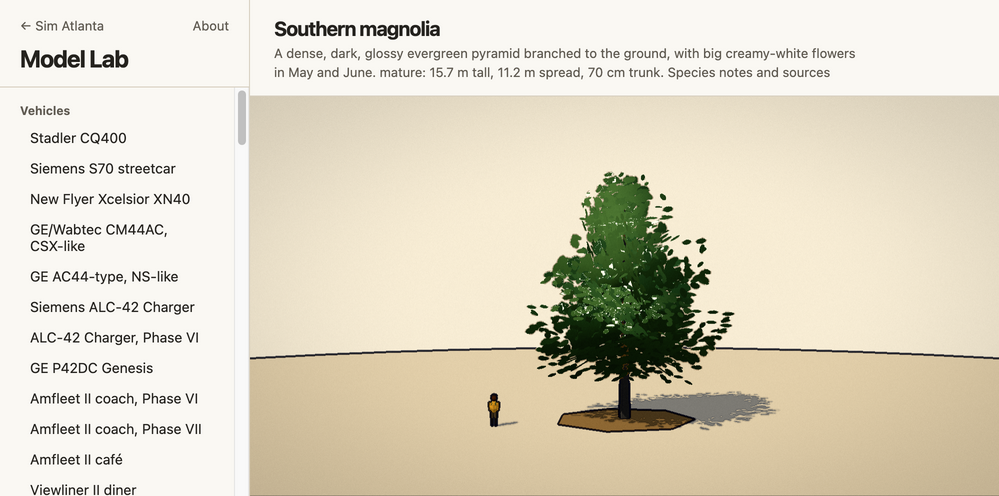 ← Sim Atlanta
About
Model Lab
Vehicles
Stadler CQ400
Siemens S70 streetcar
New Flyer Xcelsior XN40
GE/Wabtec CM44AC,
CSX-like
GE AC44-type, NS-like
Siemens ALC-42 Charger
ALC-42 Charger, Phase VI
GE P42DC Genesis
Amfleet II coach, Phase VI
Amfleet II coach, Phase VII
Amfleet II café
Viewliner II diner
Southern magnolia
A dense, dark, glossy evergreen pyramid branched to the ground, with big creamy-white flowers
in May and June. mature: 15.7 m tall, 11.2 m spread, 70 cm trunk. Species notes and sources